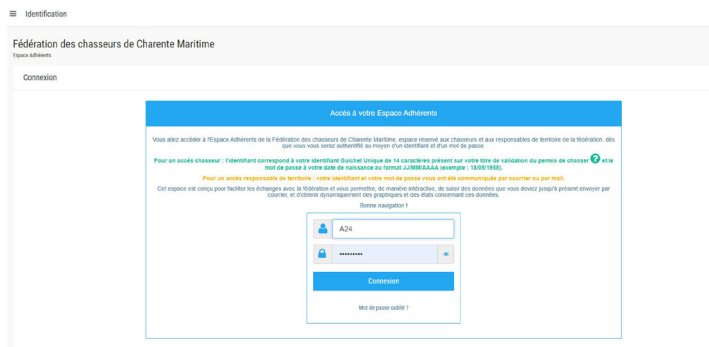 Identification
Fédération des chasseurs de Charente Maritime
Espace Adhérents
Connexion
Accès à votre Espace Adhérents
Vous allez accéder à l'Espace Adhérents de la Fédération des chasseurs de Charente Maritime, espace réservé aux chasseurs et aux responsables de territoire de la fédération, dès
que vous vous serez authentifié au moyen d'un identifiant et d'un mot de passe.
Pour un accès chasseur : l'identifiant correspond à votre identifiant Guichet Unique de 14 caractères présent sur votre titre de validation du permis de chasser ? et le
mot de passe à votre date de naissance au format JJ/MM/AAAA (exemple : 18/05/1958).
Pour un accès responsable de territoire : votre identifiant et votre mot de passe vous ont été communiqués par courrier ou par mail.
Cet espace est conçu pour faciliter les échanges avec la fédération et vous permettre, de manière interactive, de saisir des données que vous deviez jusqu'à présent envoyer par
courrier, et d'obtenir dynamiquement des graphiques et des états concernant ces données.
Bonne navigation !
A24
•••••••••
Connexion
Mot de passe oublié ?